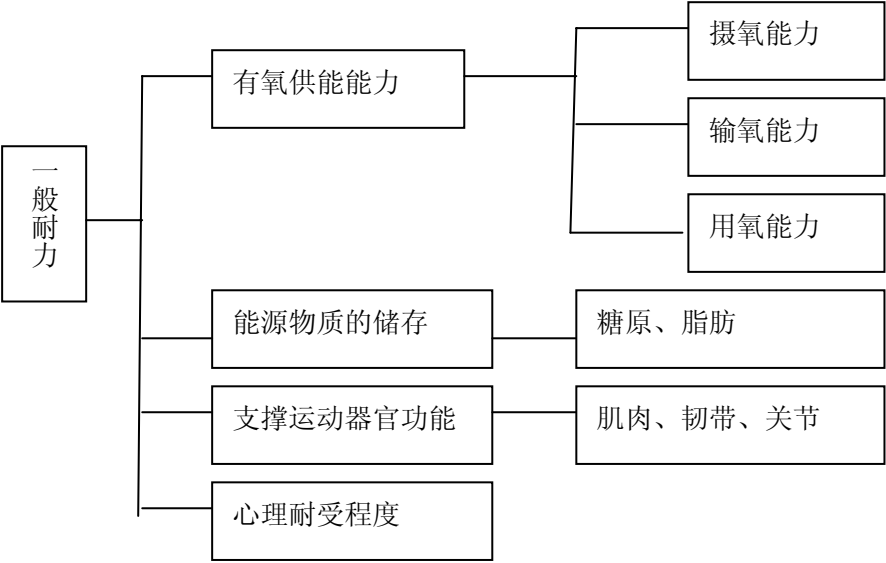 一般耐力
有氧供能能力
摄氧能力
输氧能力
用氧能力
能源物质的储存
糖原、脂肪
支撑运动器官功能
肌肉、韧带、关节
心理耐受程度